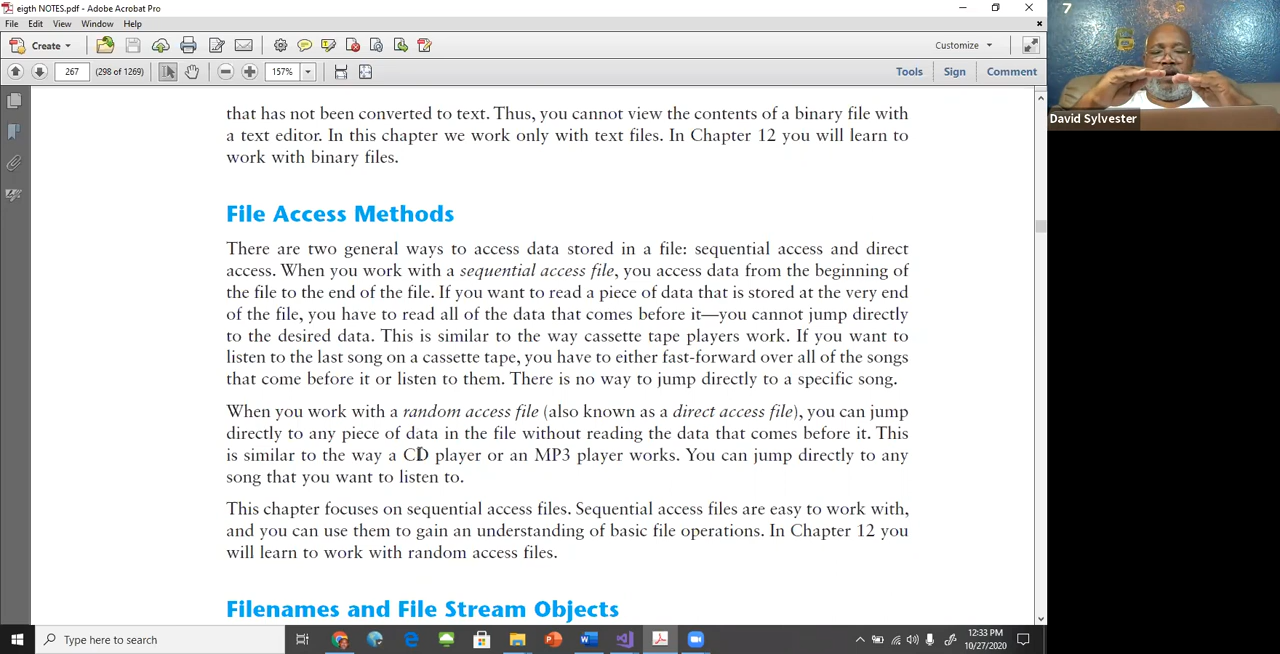 eigth NOTES.pdf - Adobe Acrobat Pro
File Edit View Window Help
Create
Customize
267 (298 of 1269) 157%
Tools Sign Comment
that has not been converted to text. Thus, you cannot view the contents of a binary file with
a text editor. In this chapter we work only with text files. In Chapter 12 you will learn to
work with binary files.
File Access Methods
There are two general ways to access data stored in a file: sequential access and direct
access. When you work with a sequential access file, you access data from the beginning of
the file to the end of the file. If you want to read a piece of data that is stored at the very end
of the file, you have to read all of the data that comes before it—you cannot jump directly
to the desired data. This is similar to the way cassette tape players work. If you want to
listen to the last song on a cassette tape, you have to either fast-forward over all of the songs
that come before it or listen to them. There is no way to jump directly to a specific song.
When you work with a random access file (also known as a direct access file), you can jump
directly to any piece of data in the file without reading the data that comes before it. This
is similar to the way a CD player or an MP3 player works. You can jump directly to any
song that you want to listen to.
This chapter focuses on sequential access files. Sequential access files are easy to work with,
and you can use them to gain an understanding of basic file operations. In Chapter 12 you
will learn to work with random access files.
Filenames and File Stream Objects
7
David Sylvester
Type here to search
12:33 PM
10/27/2020